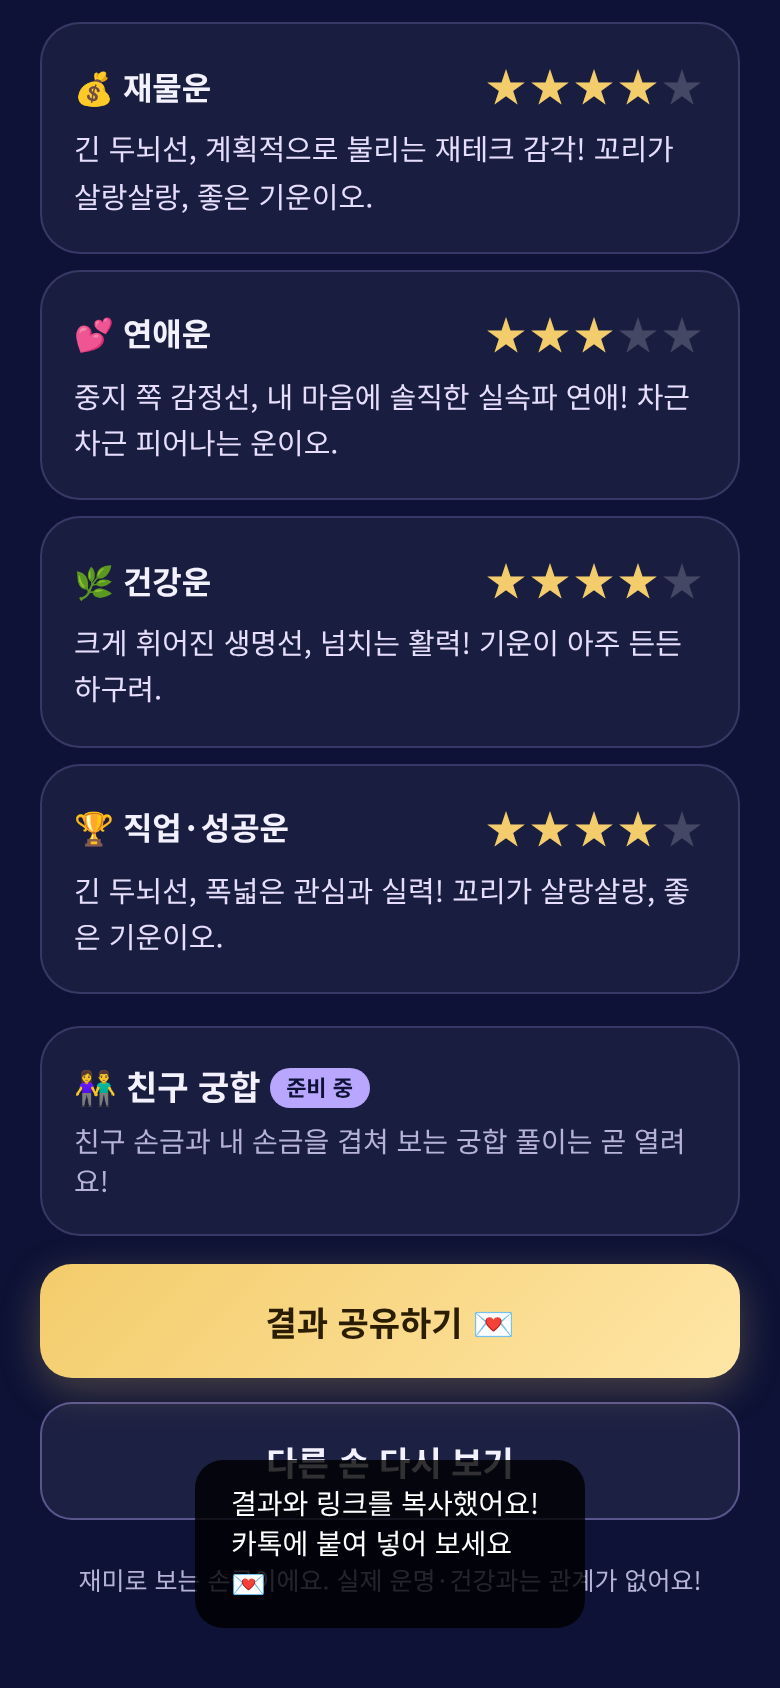 💰 재물운 ★★★★★
긴 두뇌선, 계획적으로 불리는 재테크 감각! 꼬리가
살랑살랑, 좋은 기운이오.
💕 연애운 ★★★★★
중지 쪽 감정선, 내 마음에 솔직한 실속파 연애! 차근
차근 피어나는 운이오.
🌿 건강운 ★★★★★
크게 휘어진 생명선, 넘치는 활력! 기운이 아주 든든
하구려.
🏆 직업·성공운 ★★★★★
긴 두뇌선, 폭넓은 관심과 실력! 꼬리가 살랑살랑, 좋
은 기운이오.
👫 친구 궁합 준비 중
친구 손금과 내 손금을 겹쳐 보는 궁합 풀이는 곧 열려
요!
결과 공유하기 💌
다른 손 다시 보기
결과와 링크를 복사했어요!
카톡에 붙여 넣어 보세요
💌
재미로 보는 손금이에요. 실제 운명·건강과는 관계가 없어요!